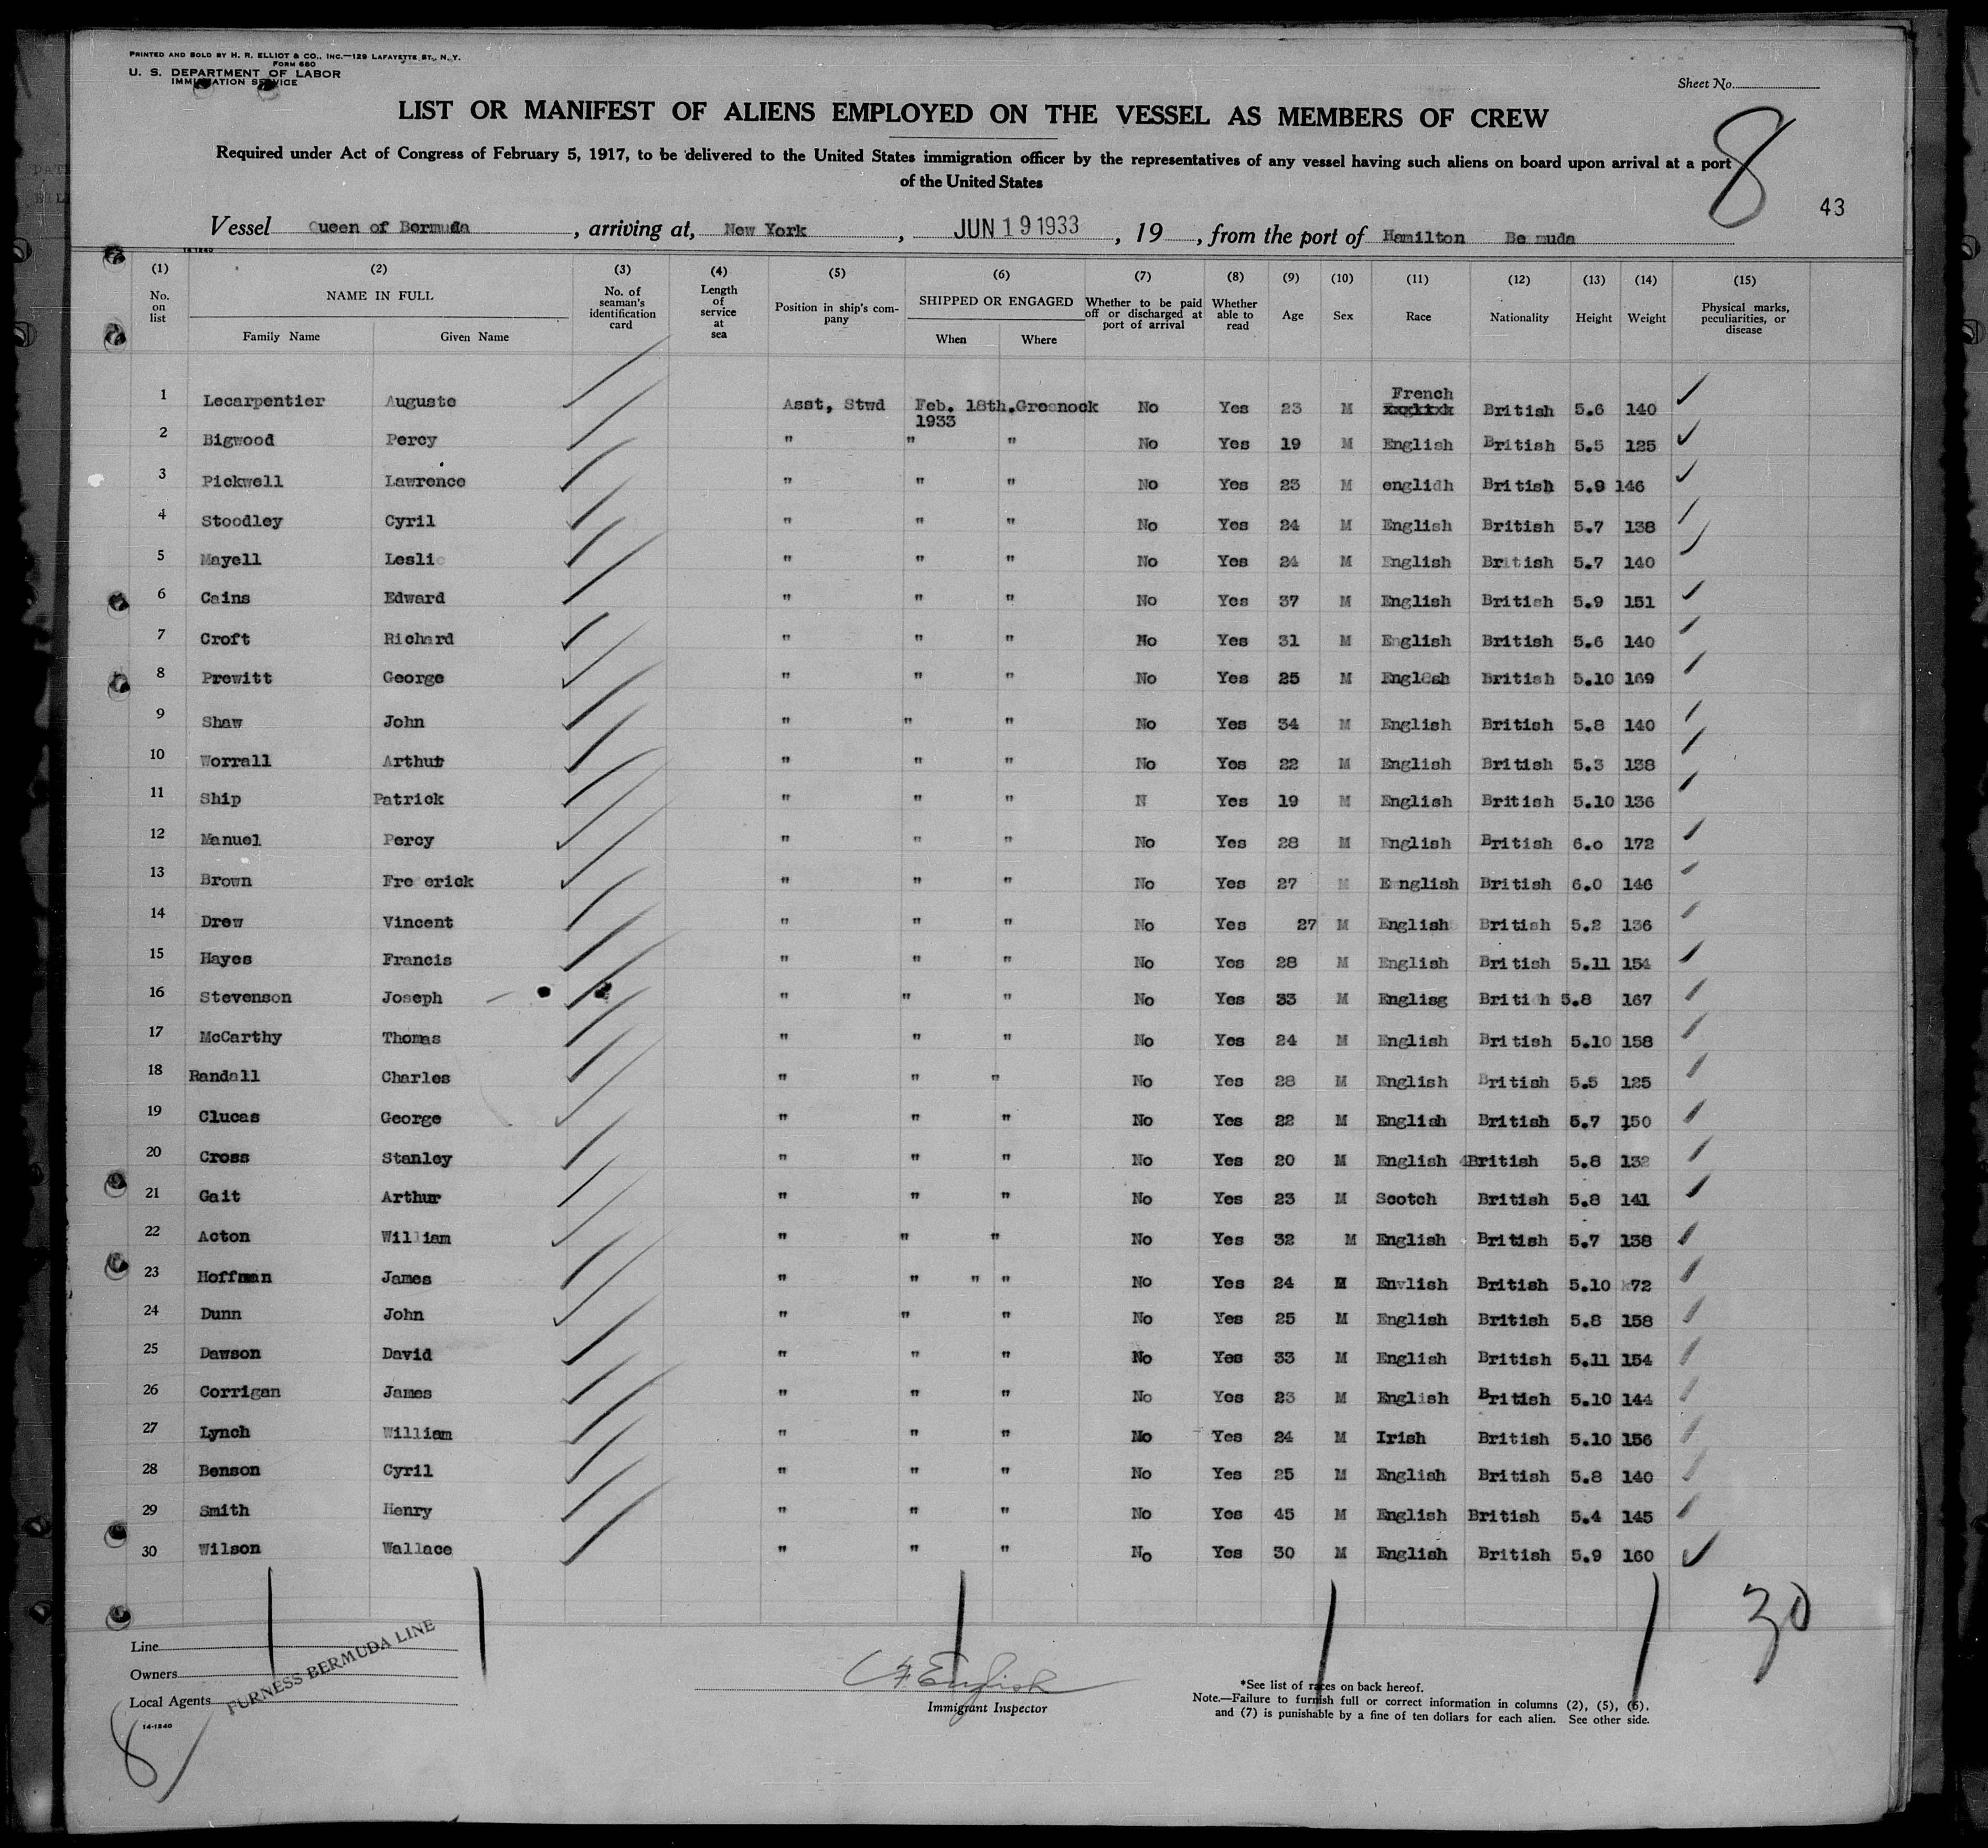 PRINTED AND SOLD BY H. R. ELLIOT & CO., INC.—129 LAFAYETTE ST., N. Y.
FORM 680
U. S. DEPARTMENT OF LABOR
IMMIGRATION SERVICE
Sheet No.
LIST OR MANIFEST OF ALIENS EMPLOYED ON THE VESSEL AS MEMBERS OF CREW
8
Required under Act of Congress of February 5, 1917, to be delivered to the United States immigration officer by the representatives of any vessel having such aliens on board upon arrival at a port
of the United States
43
Vessel Queen of Bermuda, arriving at, New York, JUN 19 1933, 19, from the port of Hamilton Be muda
14-1240
(1) (2) (3) (4) (5) (6) (7) (8) (9) (10) (11) (12) (13) (14) (15)
No. on list NAME IN FULL No. of seaman's identification card Length of service at sea Position in ship's company SHIPPED OR ENGAGED Whether to be paid off or discharged at port of arrival Whether able to read Age Sex Race Nationality Height Weight Physical marks, peculiarities, or disease
Family Name Given Name When Where
French
1 Lecarpentier Auguste Asst, Stwd Feb. 18th. Greenock No Yes 23 M British 5.6 140
1933
2 Bigwood Percy " " " No Yes 19 M English British 5.5 125
3 Pickwell Lawrence " " " No Yes 23 M englidh British 5.9 146
4 Stoodley Cyril " " " No Yes 24 M English British 5.7 138
5 Mayell Leslie " " " No Yes 24 M English British 5.7 140
6 Cains Edward " " " No Yes 37 M English British 5.9 151
7 Croft Richard " " " No Yes 31 M English British 5.6 140
8 Prewitt George " " " No Yes 25 M English British 5.10 169
9 Shaw John " " " No Yes 34 M English British 5.8 140
10 Worrall Arthur " " " No Yes 22 M English British 5.3 138
11 Ship Patrick " " " N Yes 19 M English British 5.10 136
12 Manuel Percy " " " No Yes 28 M English British 6.o 172
13 Brown Fre erick " " " No Yes 27 M E nglish British 6.0 146
14 Drew Vincent " " " No Yes 27 M English British 5.2 136
15 Hayes Francis " " " No Yes 28 M English British 5.11 154
16 Stevenson Joseph " " " No Yes 33 M Englisg Briti h 5.8 167
17 McCarthy Thomas " " " No Yes 24 M English British 5.10 158
18 Randall Charles " " " No Yes 28 M English British 5.5 125
19 Clucas George " " " No Yes 22 M English British 5.7 150
20 Cross Stanley " " " No Yes 20 M English British 5.8 132
21 Gait Arthur " " " No Yes 23 M Scotch British 5.8 141
22 Acton William " " " No Yes 32 M English British 5.7 138
23 Hoffman James " " " " No Yes 24 M Envlish British 5.10 72
24 Dunn John " " No Yes 25 M English British 5.8 158
25 Dawson David " " " No Yes 33 M English British 5.11 154
26 Corrigan James " " " No Yes 23 M English British 5.10 144
27 Lynch William " " " No Yes 24 M Irish British 5.10 156
28 Benson Cyril " " " No Yes 25 M English British 5.8 140
29 Smith Henry " " " No Yes 45 M English British 5.4 145
30 Wilson Wallace " " " No Yes 30 M English British 5.9 160
30
Line
Owners
Local Agents
FURNESS BERMUDA LINE
14-1240
English
Immigrant Inspector
*See list of races on back hereof.
Note.—Failure to furnish full or correct information in columns (2), (5), (6),
and (7) is punishable by a fine of ten dollars for each alien. See other side.
8/